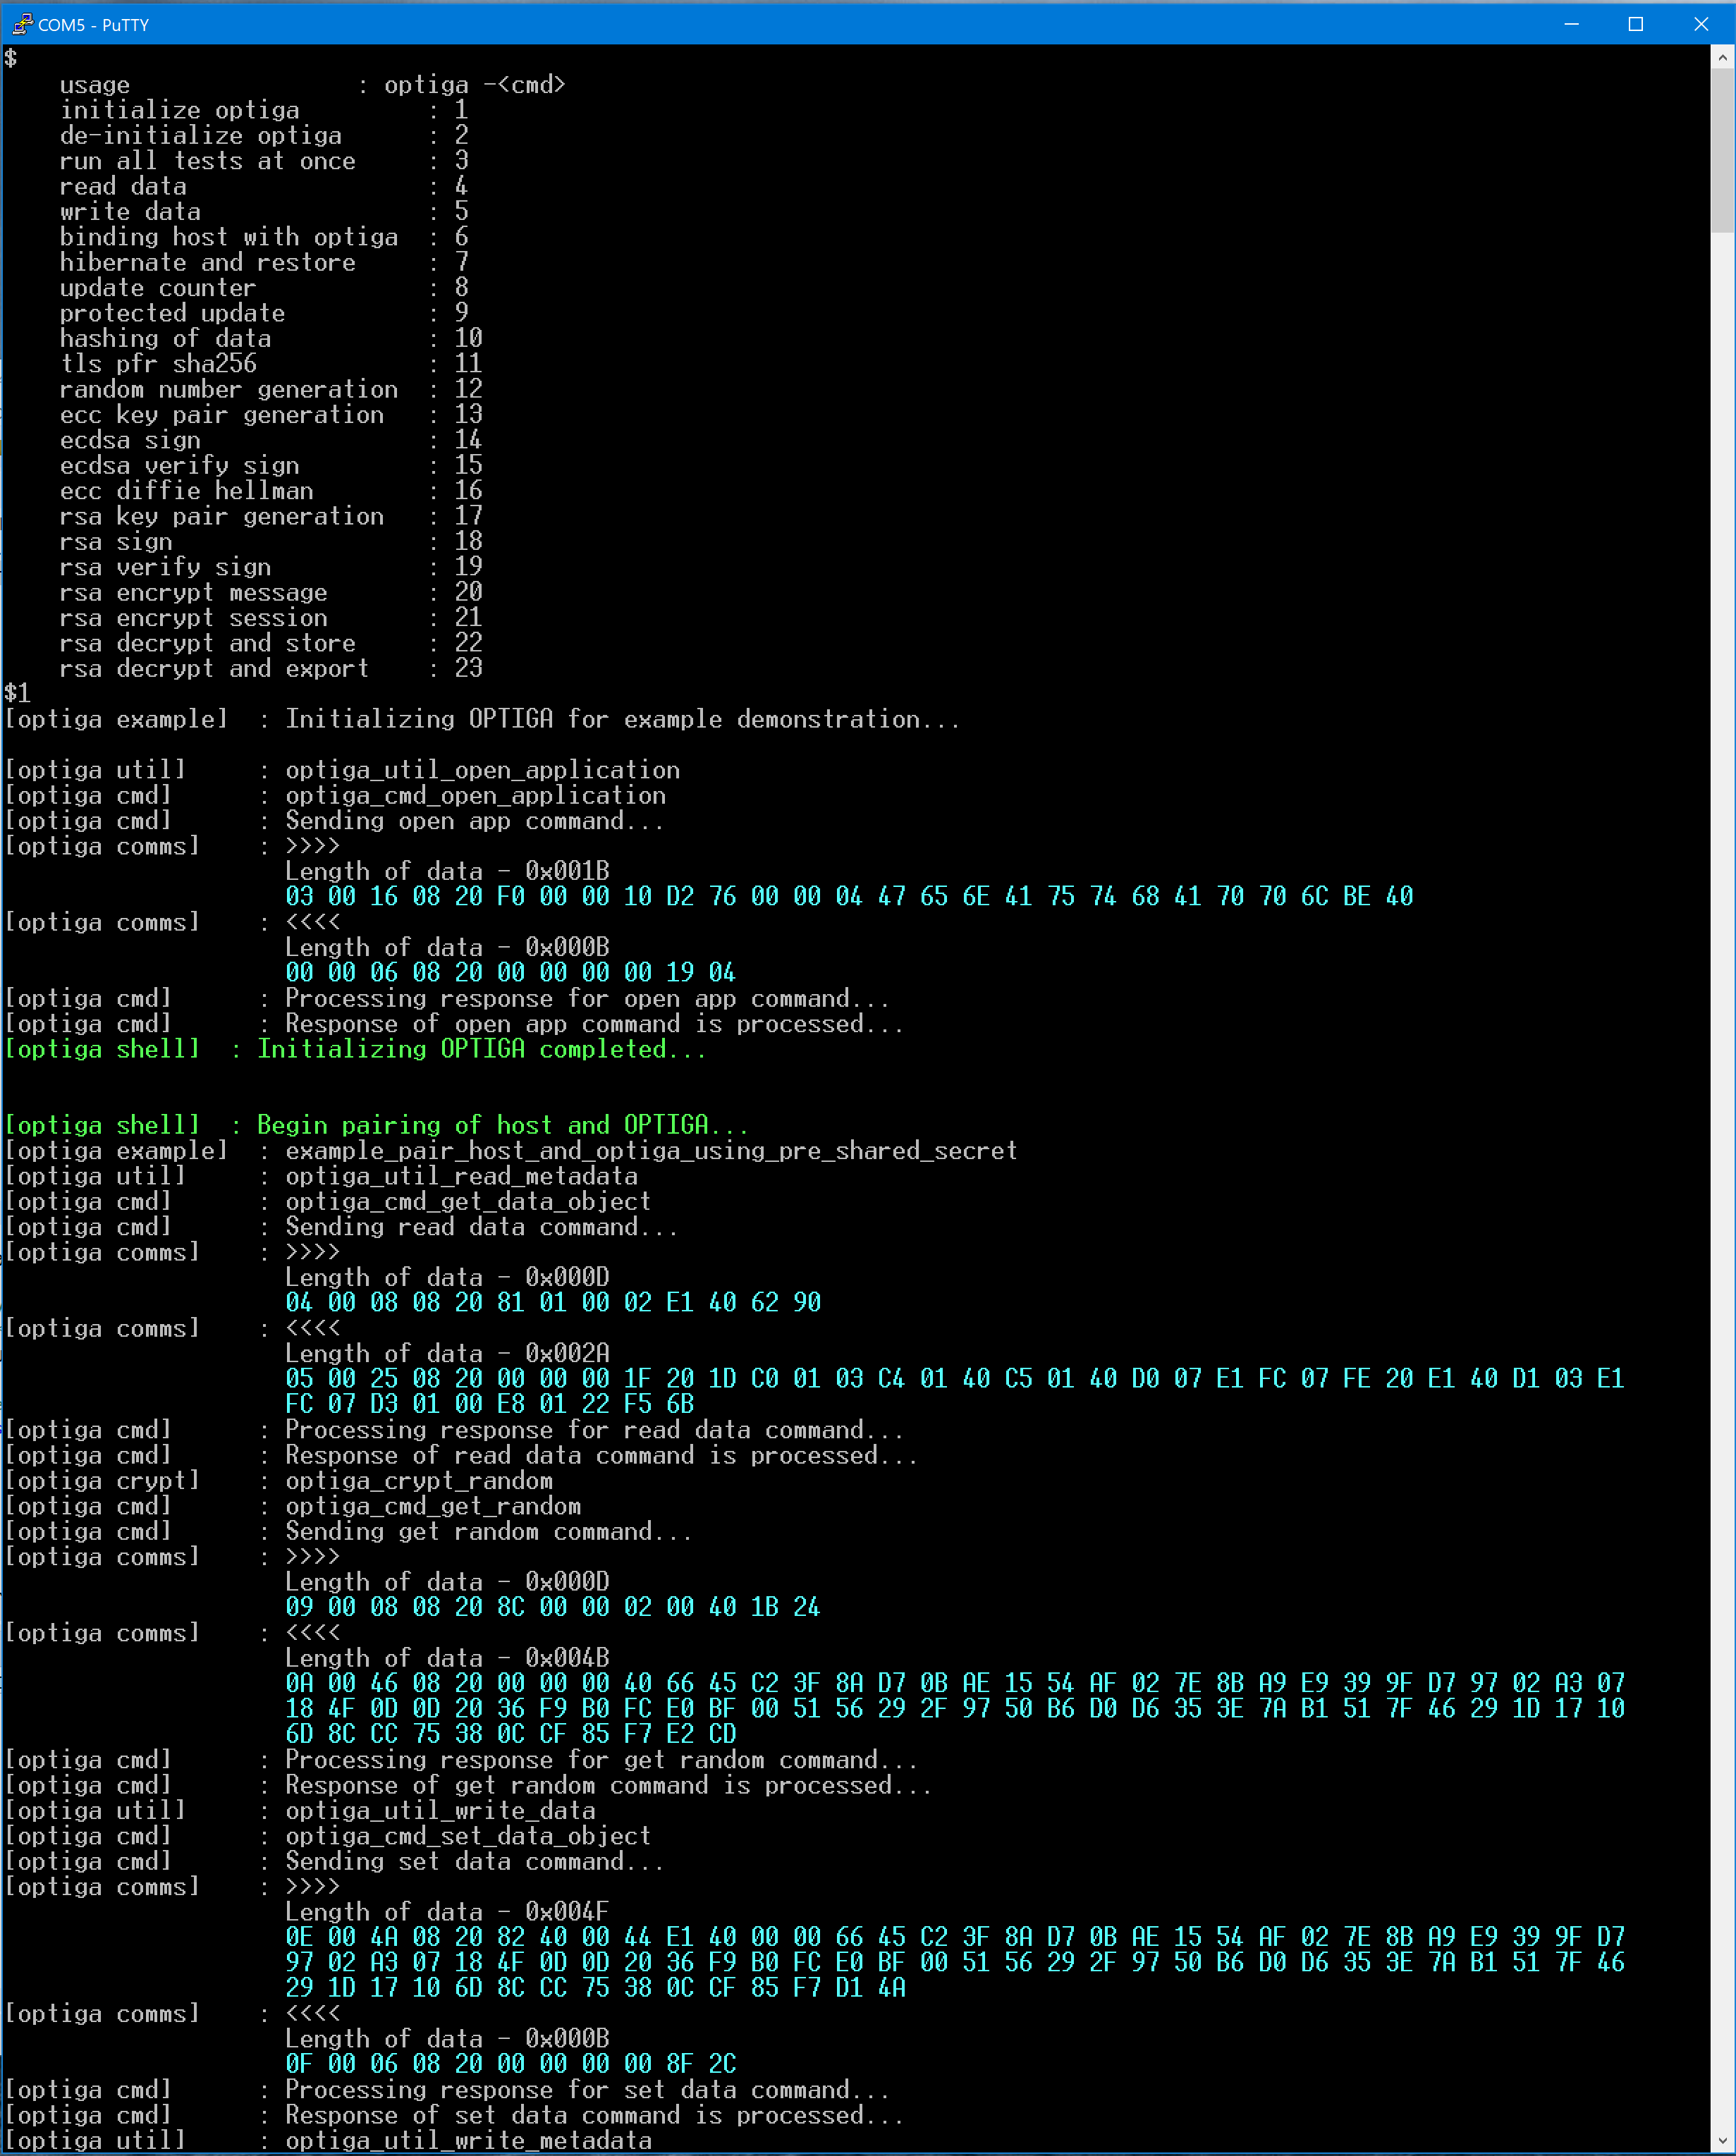 COM5 - PuTTY
$
usage : optiga -<cmd>
initialize optiga : 1
de-initialize optiga : 2
run all tests at once : 3
read data : 4
write data : 5
binding host with optiga : 6
hibernate and restore : 7
update counter : 8
protected update : 9
hashing of data : 10
tls pfr sha256 : 11
random number generation : 12
ecc key pair generation : 13
ecdsa sign : 14
ecdsa verify sign : 15
ecc diffie hellman : 16
rsa key pair generation : 17
rsa sign : 18
rsa verify sign : 19
rsa encrypt message : 20
rsa encrypt session : 21
rsa decrypt and store : 22
rsa decrypt and export : 23
$1
[optiga example] : Initializing OPTIGA for example demonstration...
[optiga util] : optiga_util_open_application
[optiga cmd] : optiga_cmd_open_application
[optiga cmd] : Sending open app command...
[optiga comms] : >>>>
Length of data - 0x001B
03 00 16 08 20 F0 00 00 10 D2 76 00 00 04 47 65 6E 41 75 74 68 41 70 70 6C BE 40
[optiga comms] : <<<<
Length of data - 0x000B
00 00 06 08 20 00 00 00 00 19 04
[optiga cmd] : Processing response for open app command...
[optiga cmd] : Response of open app command is processed...
[optiga shell] : Initializing OPTIGA completed...
[optiga shell] : Begin pairing of host and OPTIGA...
[optiga example] : example_pair_host_and_optiga_using_pre_shared_secret
[optiga util] : optiga_util_read_metadata
[optiga cmd] : optiga_cmd_get_data_object
[optiga cmd] : Sending read data command...
[optiga comms] : >>>>
Length of data - 0x000D
04 00 08 08 20 81 01 00 02 E1 40 62 90
[optiga comms] : <<<<
Length of data - 0x002A
05 00 25 08 20 00 00 00 1F 20 1D C0 01 03 C4 01 40 C5 01 40 D0 07 E1 FC 07 FE 20 E1 40 D1 03 E1
FC 07 D3 01 00 E8 01 22 F5 6B
[optiga cmd] : Processing response for read data command...
[optiga cmd] : Response of read data command is processed...
[optiga crypt] : optiga_crypt_random
[optiga cmd] : optiga_cmd_get_random
[optiga cmd] : Sending get random command...
[optiga comms] : >>>>
Length of data - 0x000D
09 00 08 08 20 8C 00 00 02 00 40 1B 24
[optiga comms] : <<<<
Length of data - 0x004B
0A 00 46 08 20 00 00 00 40 66 45 C2 3F 8A D7 0B AE 15 54 AF 02 7E 8B A9 E9 39 9F D7 97 02 A3 07
18 4F 0D 0D 20 36 F9 B0 FC E0 BF 00 51 56 29 2F 97 50 B6 D0 D6 35 3E 7A B1 51 7F 46 29 1D 17 10
6D 8C CC 75 38 0C CF 85 F7 E2 CD
[optiga cmd] : Processing response for get random command...
[optiga cmd] : Response of get random command is processed...
[optiga util] : optiga_util_write_data
[optiga cmd] : optiga_cmd_set_data_object
[optiga cmd] : Sending set data command...
[optiga comms] : >>>>
Length of data - 0x004F
0E 00 4A 08 20 82 40 00 44 E1 40 00 00 66 45 C2 3F 8A D7 0B AE 15 54 AF 02 7E 8B A9 E9 39 9F D7
97 02 A3 07 18 4F 0D 0D 20 36 F9 B0 FC E0 BF 00 51 56 29 2F 97 50 B6 D0 D6 35 3E 7A B1 51 7F 46
29 1D 17 10 6D 8C CC 75 38 0C CF 85 F7 D1 4A
[optiga comms] : <<<<
Length of data - 0x000B
0F 00 06 08 20 00 00 00 00 8F 2C
[optiga cmd] : Processing response for set data command...
[optiga cmd] : Response of set data command is processed...
[optiga util] : optiga_util_write_metadata